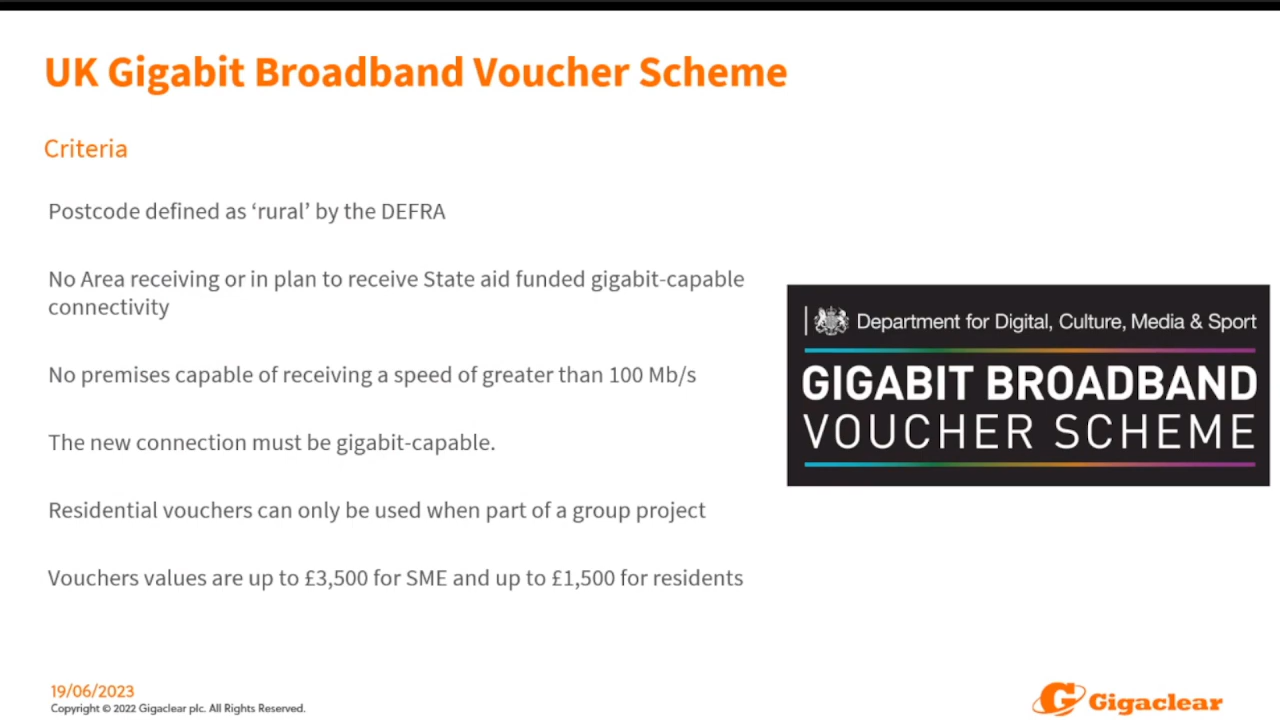 UK Gigabit Broadband Voucher Scheme
Criteria
Postcode defined as ‘rural’ by the DEFRA
No Area receiving or in plan to receive State aid funded gigabit-capable
connectivity
No premises capable of receiving a speed of greater than 100 Mb/s
The new connection must be gigabit-capable.
Residential vouchers can only be used when part of a group project
Vouchers values are up to £3,500 for SME and up to £1,500 for residents
Department for Digital, Culture, Media & Sport
GIGABIT BROADBAND
VOUCHER SCHEME
19/06/2023
Copyright © 2022 Gigaclear plc. All Rights Reserved.
Gigaclear